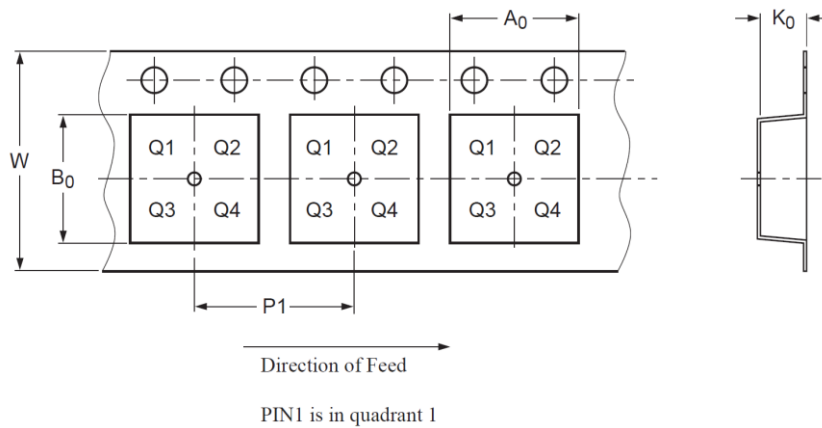 A0
K0
W
B0
Q1 Q2 Q1 Q2 Q1 Q2
Q3 Q4 Q3 Q4 Q3 Q4
P1
Direction of Feed
PIN1 is in quadrant 1